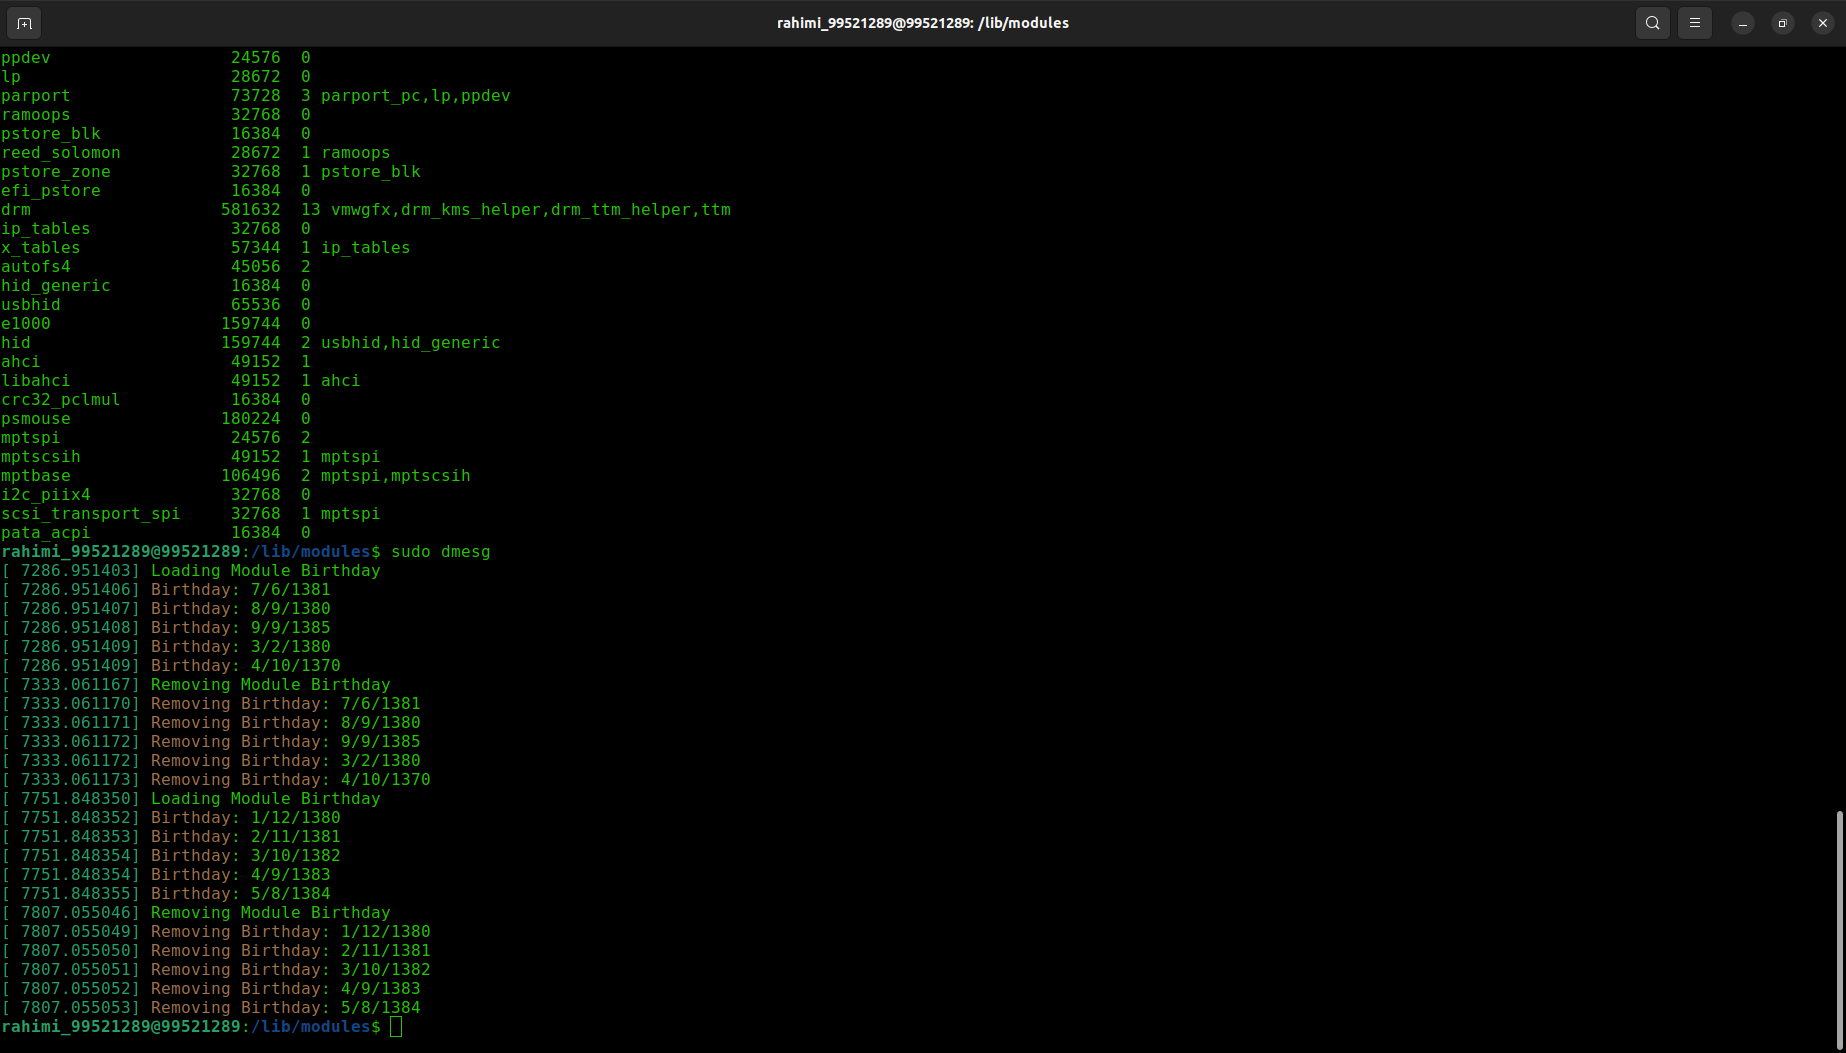 rahimi_99521289@99521289: /lib/modules
ppdev 24576 0
lp 28672 0
parport 73728 3 parport_pc,lp,ppdev
ramoops 32768 0
pstore_blk 16384 0
reed_solomon 28672 1 ramoops
pstore_zone 32768 1 pstore_blk
efi_pstore 16384 0
drm 581632 13 vmwgfx,drm_kms_helper,drm_ttm_helper,ttm
ip_tables 32768 0
x_tables 57344 1 ip_tables
autofs4 45056 2
hid_generic 16384 0
usbhid 65536 0
e1000 159744 0
hid 159744 2 usbhid,hid_generic
ahci 49152 1
libahci 49152 1 ahci
crc32_pclmul 16384 0
psmouse 180224 0
mptspi 24576 2
mptscsih 49152 1 mptspi
mptbase 106496 2 mptspi,mptscsih
i2c_piix4 32768 0
scsi_transport_spi 32768 1 mptspi
pata_acpi 16384 0
rahimi_99521289@99521289:/lib/modules$ sudo dmesg
[ 7286.951403] Loading Module Birthday
[ 7286.951406] Birthday: 7/6/1381
[ 7286.951407] Birthday: 8/9/1380
[ 7286.951408] Birthday: 9/9/1385
[ 7286.951409] Birthday: 3/2/1380
[ 7286.951409] Birthday: 4/10/1370
[ 7333.061167] Removing Module Birthday
[ 7333.061170] Removing Birthday: 7/6/1381
[ 7333.061171] Removing Birthday: 8/9/1380
[ 7333.061172] Removing Birthday: 9/9/1385
[ 7333.061172] Removing Birthday: 3/2/1380
[ 7333.061173] Removing Birthday: 4/10/1370
[ 7751.848350] Loading Module Birthday
[ 7751.848352] Birthday: 1/12/1380
[ 7751.848353] Birthday: 2/11/1381
[ 7751.848354] Birthday: 3/10/1382
[ 7751.848354] Birthday: 4/9/1383
[ 7751.848355] Birthday: 5/8/1384
[ 7807.055046] Removing Module Birthday
[ 7807.055049] Removing Birthday: 1/12/1380
[ 7807.055050] Removing Birthday: 2/11/1381
[ 7807.055051] Removing Birthday: 3/10/1382
[ 7807.055052] Removing Birthday: 4/9/1383
[ 7807.055053] Removing Birthday: 5/8/1384
rahimi_99521289@99521289:/lib/modules$